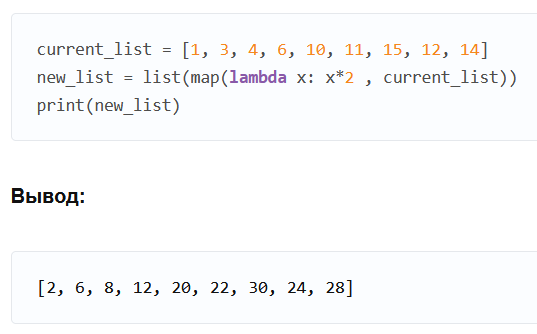 current_list = [1, 3, 4, 6, 10, 11, 15, 12, 14]
new_list = list(map(lambda x: x*2 , current_list))
print(new_list)
Вывод:
[2, 6, 8, 12, 20, 22, 30, 24, 28]